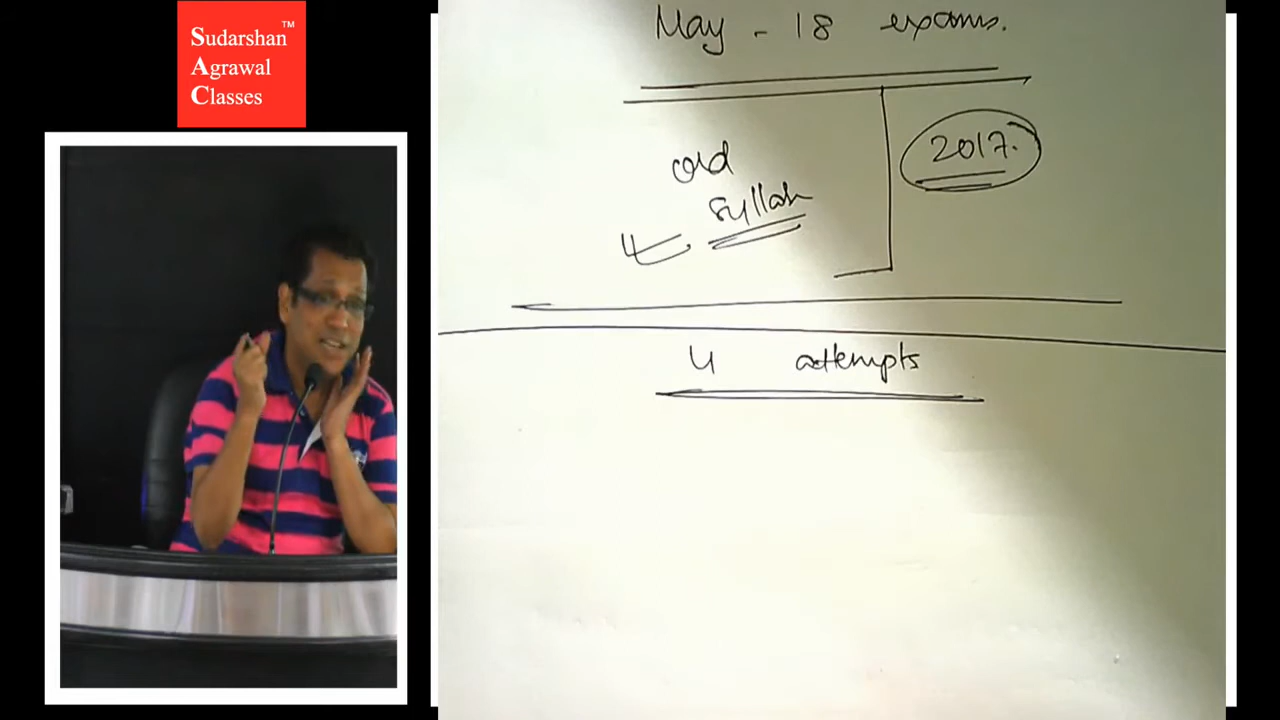 Sudarshan™
Agrawal
Classes
May - 18 exams.
old
2017.
syllab
4
4 attempts